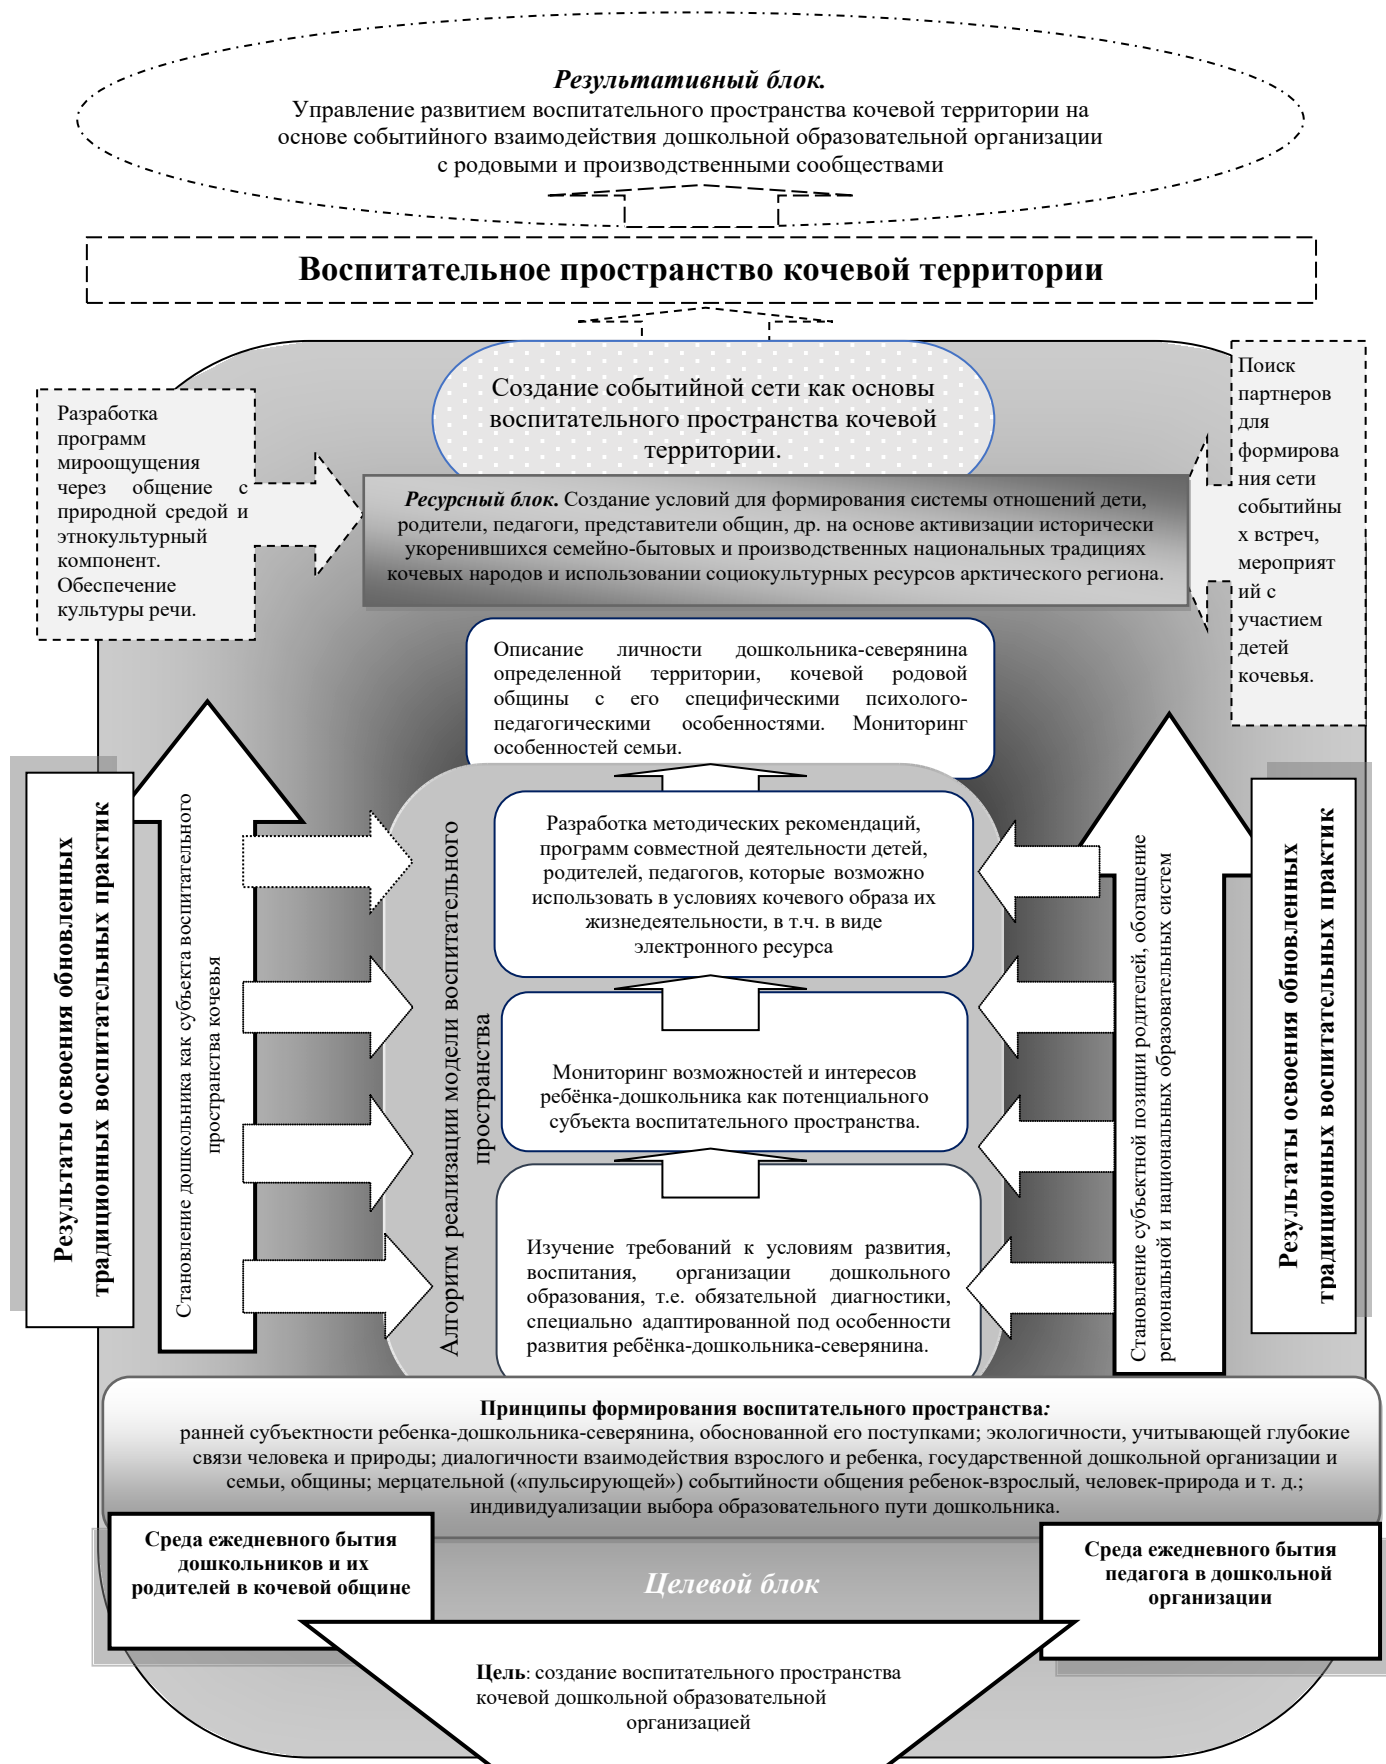 Результативный блок.
Управление развитием воспитательного пространства кочевой территории на
основе событийного взаимодействия дошкольной образовательной организации
с родовыми и производственными сообществами
Воспитательное пространство кочевой территории
Создание событийной сети как основы
воспитательного пространства кочевой
территории.
Разработка
программ
мироощущения
через общение с
природной средой и
этнокультурный
компонент.
Обеспечение
культуры речи.
Ресурсный блок. Создание условий для формирования системы отношений дети,
родители, педагоги, представители общин, др. на основе активизации исторически
укоренившихся семейно-бытовых и производственных национальных традициях
кочевых народов и использовании социокультурных ресурсов арктического региона.
Поиск
партнеров
для
формирова
ния сети
событийны
х встреч,
мероприят
ий с
участием
детей
кочевья.
Описание личности дошкольника-северянина
определенной территории, кочевой родовой
общины с его специфическими психолого-
педагогическими особенностями. Мониторинг
особенностей семьи.
Результаты освоения обновленных
традиционных воспитательных практик
Становление дошкольника как субъекта воспитательного
пространства кочевья
Алгоритм реализации модели воспитательного
пространства
Разработка методических рекомендаций,
программ совместной деятельности детей,
родителей, педагогов, которые возможно
использовать в условиях кочевого образа их
жизнедеятельности, в т.ч. в виде
электронного ресурса
Мониторинг возможностей и интересов
ребёнка-дошкольника как потенциального
субъекта воспитательного пространства.
Изучение требований к условиям развития,
воспитания, организации дошкольного
образования, т.е. обязательной диагностики,
специально адаптированной под особенности
развития ребёнка-дошкольника-северянина.
Становление субъектной позиции родителей, обогащение
региональной и национальных образовательных систем
Результаты освоения обновленных
традиционных воспитательных практик
Принципы формирования воспитательного пространства:
ранней субъектности ребенка-дошкольника-северянина, обоснованной его поступками; экологичности, учитывающей глубокие
связи человека и природы; диалогичности взаимодействия взрослого и ребенка, государственной дошкольной организации и
семьи, общины; мерцательной («пульсирующей») событийности общения ребенок-взрослый, человек-природа и т. д.;
индивидуализации выбора образовательного пути дошкольника.
Среда ежедневного бытия
дошкольников и их
родителей в кочевой общине
Целевой блок
Среда ежедневного бытия
педагога в дошкольной
организации
Цель: создание воспитательного пространства
кочевой дошкольной образовательной
организацией